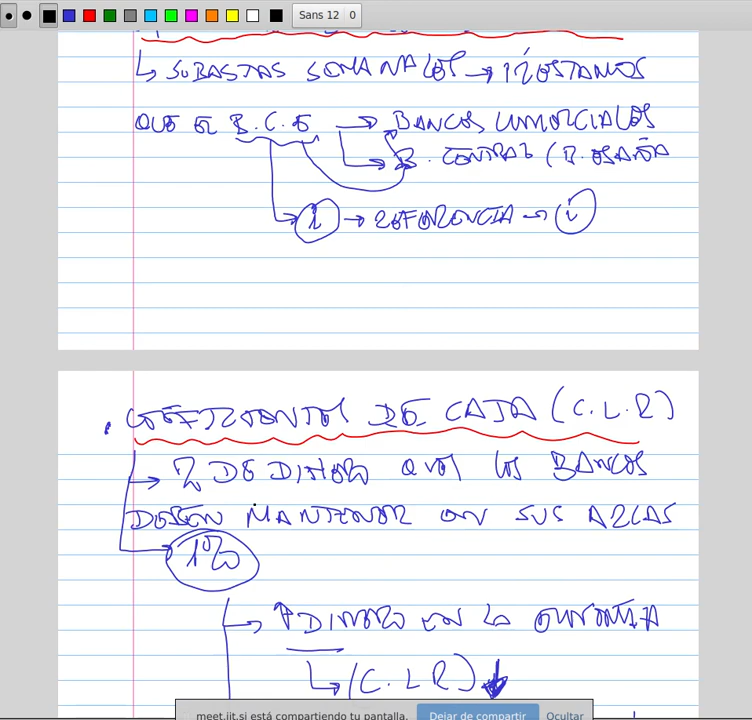 Sans 12 0
↳ SUBASTAS SEMANALES → PRÉSTAMOS
QUE EL B.C.E → BANCOS COMERCIALES
→ B. CENTRAL (B. ESPAÑA
i → REFERENCIA → i
. COEFICIENTES DE CAJA (C.L.R)
→ % DE DINERO QUE LOS BANCOS
DEBEN MANTENER EN SUS ARCAS
→ 1%
→ ↑ DINERO EN LA
↳ (C.L.R) ↓
meet.jit.si está compartiendo tu pantalla. Dejar de compartir Ocultar